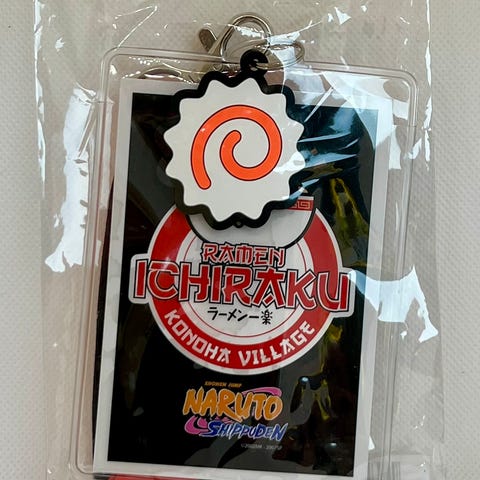 RAMEN
ICHIRAKU
ラーメン一楽
KONOHA VILLAGE
SHONEN JUMP
NARUTO
SHIPPUDEN